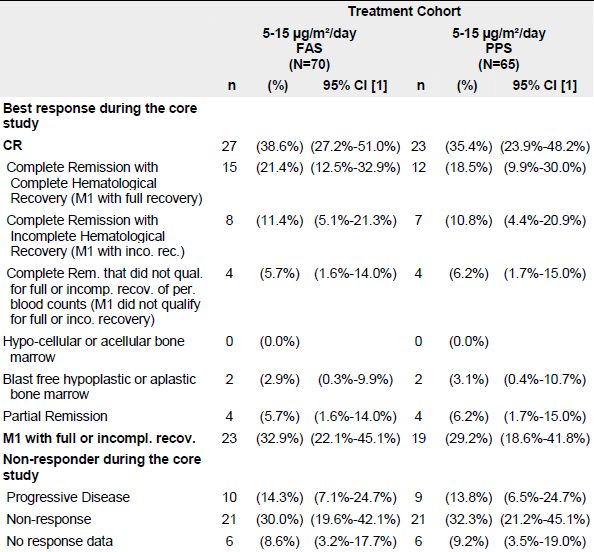 Treatment Cohort
5-15 µg/m²/day 5-15 µg/m²/day
FAS PPS
(N=70) (N=65)
n (%) 95% CI [1] n (%) 95% CI [1]
Best response during the core
study
CR 27 (38.6%) (27.2%-51.0%) 23 (35.4%) (23.9%-48.2%)
Complete Remission with 15 (21.4%) (12.5%-32.9%) 12 (18.5%) (9.9%-30.0%)
Complete Hematological
Recovery (M1 with full recovery)
Complete Remission with 8 (11.4%) (5.1%-21.3%) 7 (10.8%) (4.4%-20.9%)
Incomplete Hematological
Recovery (M1 with inco. rec.)
Complete Rem. that did not qual. 4 (5.7%) (1.6%-14.0%) 4 (6.2%) (1.7%-15.0%)
for full or incomp. recov. of per.
blood counts (M1 did not qualify
for full or inco. recovery)
Hypo-cellular or acellular bone 0 (0.0%) 0 (0.0%)
marrow
Blast free hypoplastic or aplastic 2 (2.9%) (0.3%-9.9%) 2 (3.1%) (0.4%-10.7%)
bone marrow
Partial Remission 4 (5.7%) (1.6%-14.0%) 4 (6.2%) (1.7%-15.0%)
M1 with full or incompl. recov. 23 (32.9%) (22.1%-45.1%) 19 (29.2%) (18.6%-41.8%)
Non-responder during the core
study
Progressive Disease 10 (14.3%) (7.1%-24.7%) 9 (13.8%) (6.5%-24.7%)
Non-response 21 (30.0%) (19.6%-42.1%) 21 (32.3%) (21.2%-45.1%)
No response data 6 (8.6%) (3.2%-17.7%) 6 (9.2%) (3.5%-19.0%)